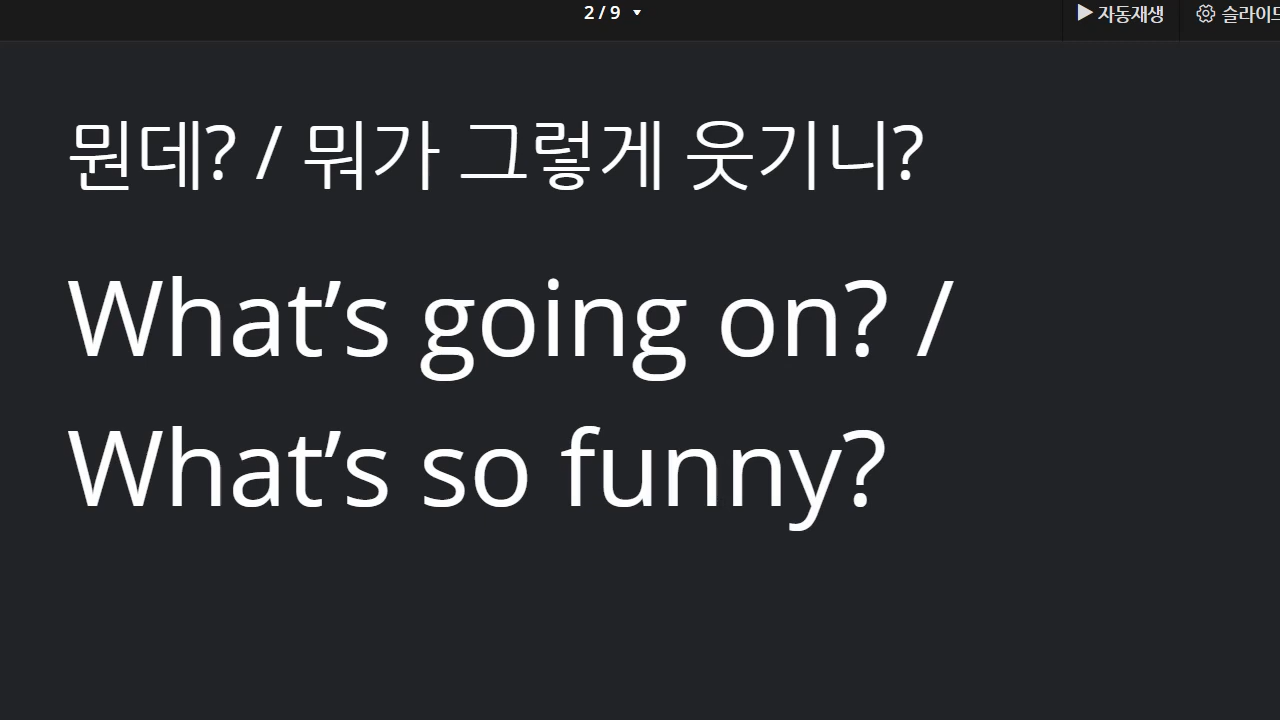 2 / 9
자동재생
슬라이드
뭔데? / 뭐가 그렇게 웃기니?
What’s going on? /
What’s so funny?